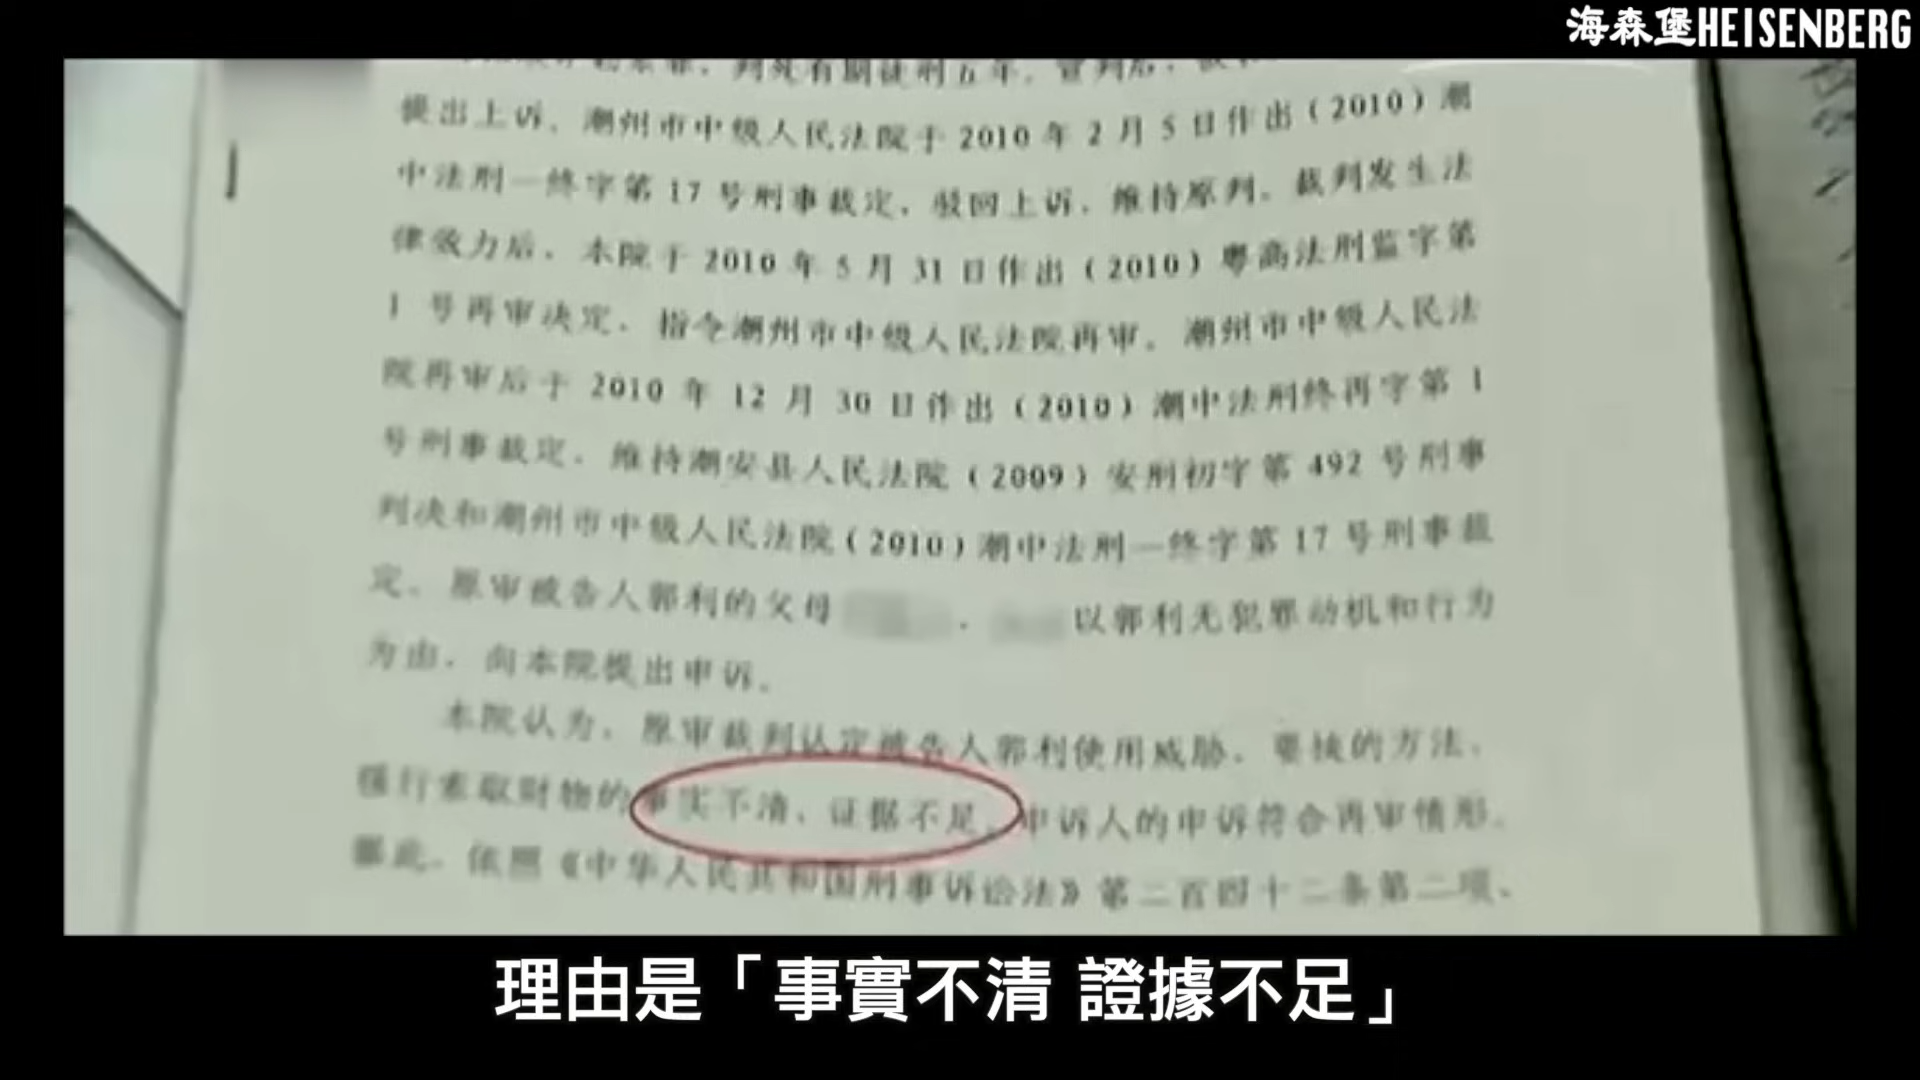 海森堡HEISENBERG
判处有期徒刑五年。宣判后，
提出上诉。潮州市中级人民法院于 2010 年 2 月 5 日作出（2010）潮
中法刑一终字第 17 号刑事裁定，驳回上诉，维持原判。裁判发生法
律效力后，本院于 2010 年 5 月 31 日作出（2010）粤高法刑监字第
1 号再审决定，指令潮州市中级人民法院再审。潮州市中级人民法
院再审后于 2010 年 12 月 30 日作出（2010）潮中法刑终再字第 1
号刑事裁定，维持潮安县人民法院（2009）安刑初字第 492 号刑事
判决和潮州市中级人民法院（2010）潮中法刑一终字第 17 号刑事裁
定。原审被告人郭利的父母 、 以郭利无犯罪动机和行为
为由，向本院提出申诉。
本院认为，原审裁判认定被告人郭利使用威胁、要挟的方法，
强行索取财物的事实不清、证据不足，申诉人的申诉符合再审情形。
据此，依照《中华人民共和国刑事诉讼法》第二百四十二条第二项、
理由是「事實不清 證據不足」